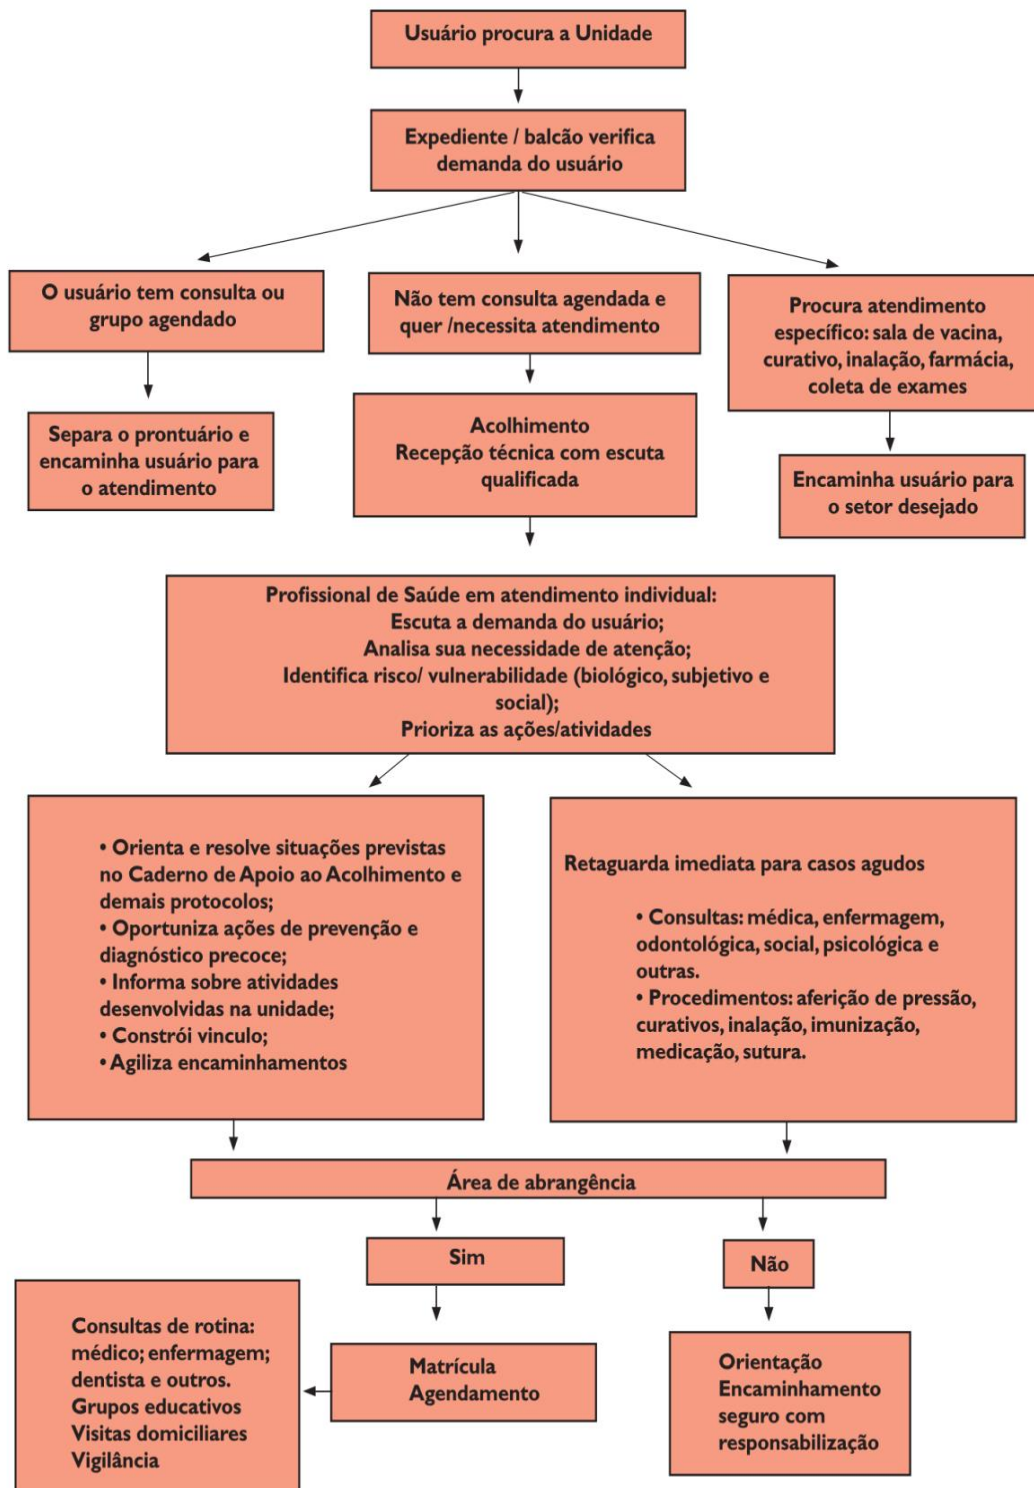 Usuário procura a Unidade
Expediente / balcão verifica
demanda do usuário
O usuário tem consulta ou
grupo agendado
Não tem consulta agendada e
quer /necessita atendimento
Procura atendimento
específico: sala de vacina,
curativo, inalação, farmácia,
coleta de exames
Separa o prontuário e
encaminha usuário para
o atendimento
Acolhimento
Recepção técnica com escuta
qualificada
Encaminha usuário para
o setor desejado
Profissional de Saúde em atendimento individual:
Escuta a demanda do usuário;
Analisa sua necessidade de atenção;
Identifica risco/ vulnerabilidade (biológico, subjetivo e
social);
Prioriza as ações/atividades
• Orienta e resolve situações previstas
no Caderno de Apoio ao Acolhimento e
demais protocolos;
• Oportuniza ações de prevenção e
diagnóstico precoce;
• Informa sobre atividades
desenvolvidas na unidade;
• Constrói vinculo;
• Agiliza encaminhamentos
Retaguarda imediata para casos agudos
• Consultas: médica, enfermagem,
odontológica, social, psicológica e
outras.
• Procedimentos: aferição de pressão,
curativos, inalação, imunização,
medicação, sutura.
Área de abrangência
Sim
Não
Consultas de rotina:
médico; enfermagem;
dentista e outros.
Grupos educativos
Visitas domiciliares
Vigilância
Matrícula
Agendamento
Orientação
Encaminhamento
seguro com
responsabilização